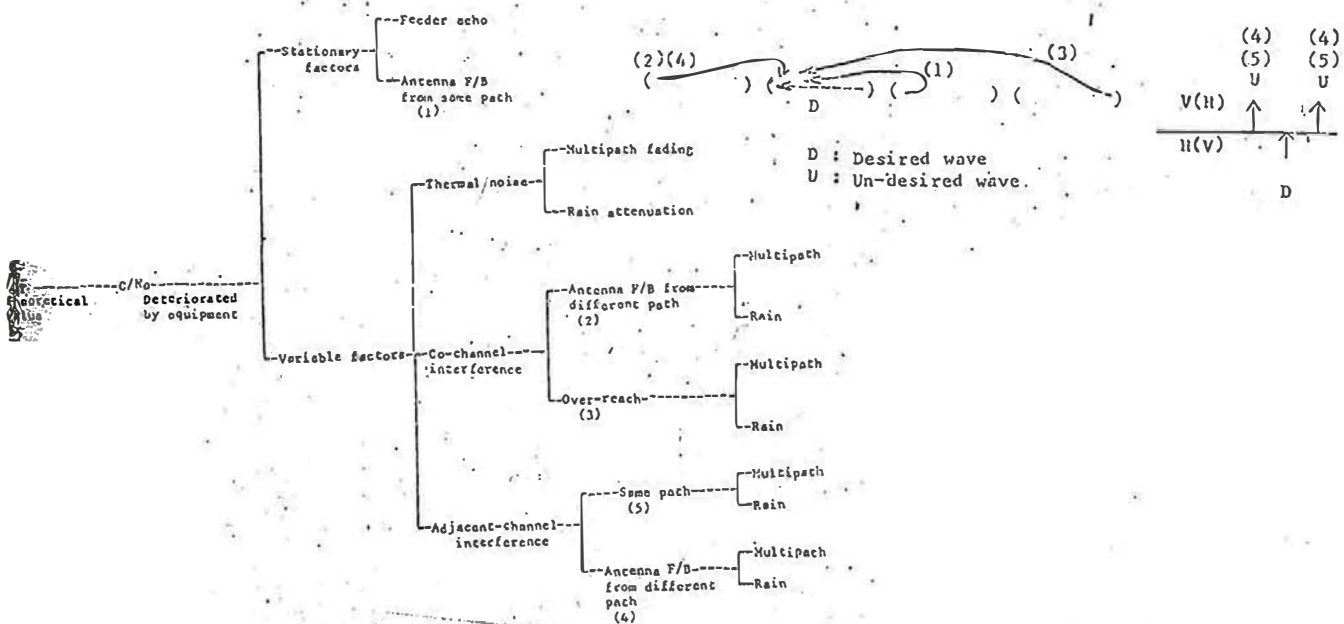 Feeder echo
Stationary
factors
Antenna F/B
from same path
(1)
Multipath fading
Thermal noise
Rain attenuation
C/No
Deteriorated
by equipment
Variable factors
Co-channel
interference
Antenna F/B from
different path
(2)
Multipath
Rain
Over-reach
(3)
Multipath
Rain
Adjacent-channel
interference
Same path
(5)
Multipath
Rain
Antenna F/B
from different
path
(4)
Multipath
Rain
(2)(4)
(3)
(1)
( ) ( ) ( ) ( )
D
D : Desired wave
U : Un-desired wave.
(4) (4)
(5) (5)
U U
V(H)
H(V)
D